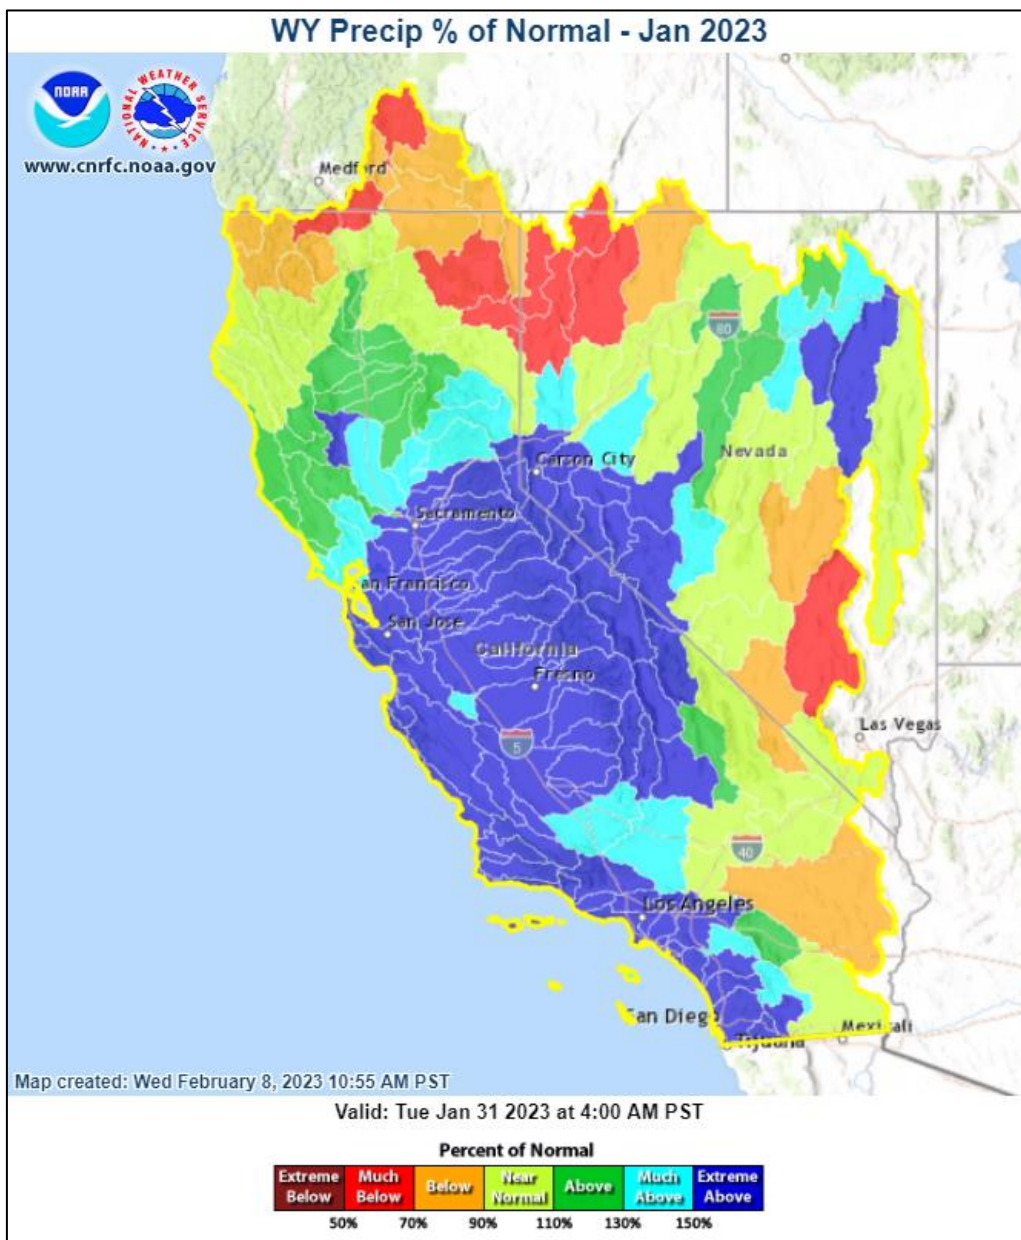 WY Precip % of Normal - Jan 2023
NOAA
NATIONAL WEATHER SERVICE
www.cnrfc.noaa.gov
Medford
80
Nevada
Carson City
Sacramento
San Francisco
San Jose
California
Fresno
5
Las Vegas
40
Los Angeles
San Diego
Mexicali
Tijuana
Map created: Wed February 8, 2023 10:55 AM PST
Valid: Tue Jan 31 2023 at 4:00 AM PST
Percent of Normal
Extreme Below
Much Below
Below
Near Normal
Above
Much Above
Extreme Above
50% 70% 90% 110% 130% 150%